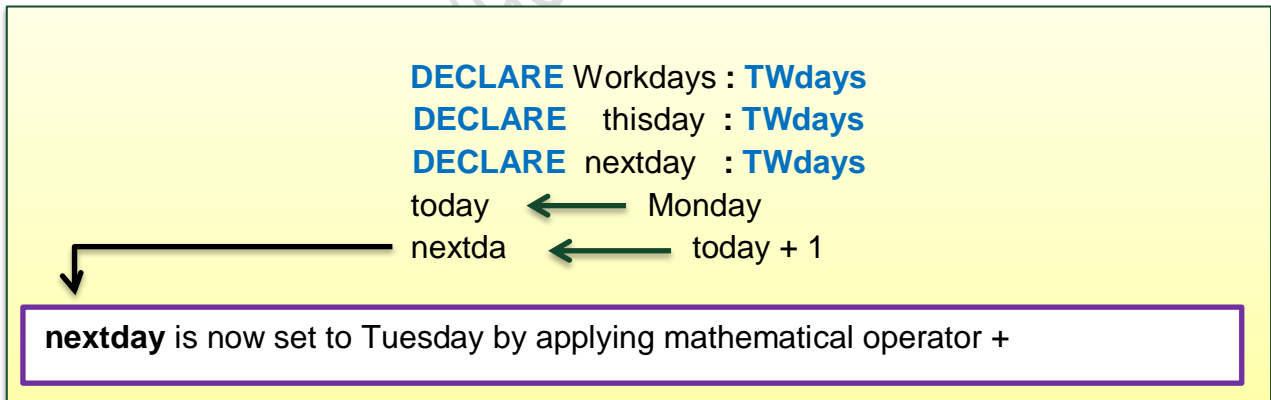 DECLARE Workdays : TWdays
DECLARE thisday : TWdays
DECLARE nextday : TWdays
today ← Monday
nextda ← today + 1
nextday is now set to Tuesday by applying mathematical operator +